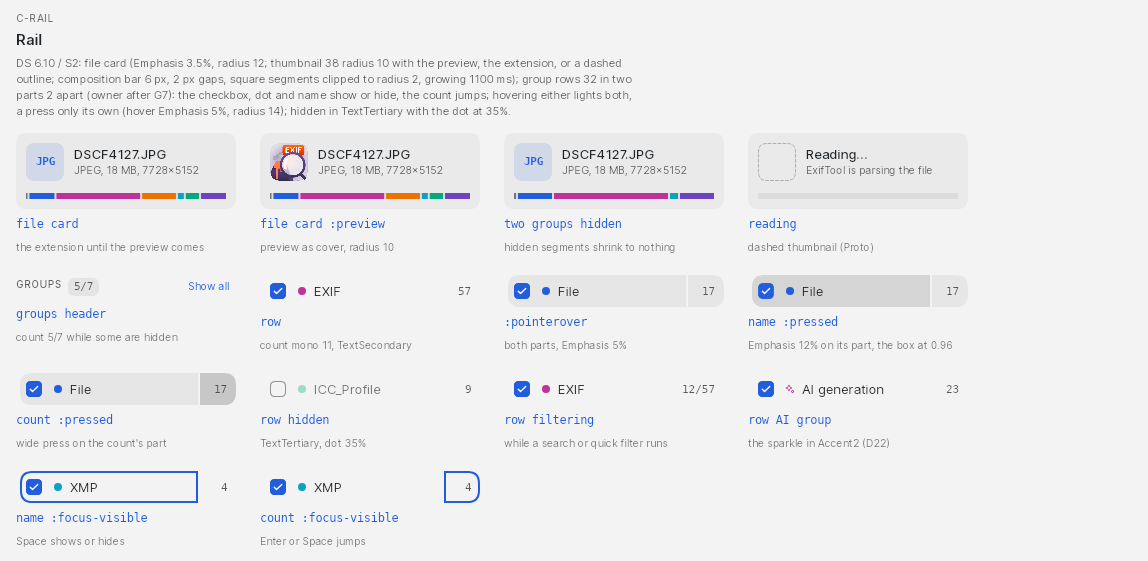 C-RAIL
Rail
DS 6.10 / S2: file card (Emphasis 3.5%, radius 12; thumbnail 38 radius 10 with the preview, the extension, or a dashed
outline; composition bar 6 px, 2 px gaps, square segments clipped to radius 2, growing 1100 ms); group rows 32 in two
parts 2 apart (owner after G7): the checkbox, dot and name show or hide, the count jumps; hovering either lights both,
a press only its own (hover Emphasis 5%, radius 14); hidden in TextTertiary with the dot at 35%.
JPG
DSCF4127.JPG
JPEG, 18 MB, 7728×5152
file card
the extension until the preview comes
EXIF
DSCF4127.JPG
JPEG, 18 MB, 7728×5152
file card :preview
preview as cover, radius 10
JPG
DSCF4127.JPG
JPEG, 18 MB, 7728×5152
two groups hidden
hidden segments shrink to nothing
Reading…
ExifTool is parsing the file
reading
dashed thumbnail (Proto)
GROUPS 5/7 Show all
groups header
count 5/7 while some are hidden
EXIF 57
row
count mono 11, TextSecondary
File 17
:pointerover
both parts, Emphasis 5%
File 17
name :pressed
Emphasis 12% on its part, the box at 0.96
File 17
count :pressed
wide press on the count's part
ICC_Profile 9
row hidden
TextTertiary, dot 35%
EXIF 12/57
row filtering
while a search or quick filter runs
AI generation 23
row AI group
the sparkle in Accent2 (D22)
XMP 4
name :focus-visible
Space shows or hides
XMP 4
count :focus-visible
Enter or Space jumps